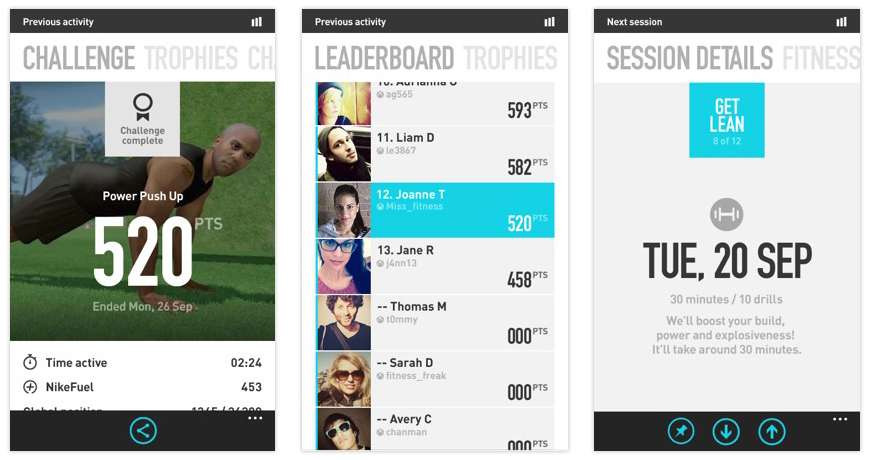 Previous activity
CHALLENGE TROPHIES CH
Challenge
complete
Power Push Up
520 PTS
Ended Mon, 26 Sep
Time active 02:24
NikeFuel 453
Global position 1365 / 36200
Previous activity
LEADERBOARD TROPHIES
10. Adrianna O
ag565
593 PTS
11. Liam D
le3867
582 PTS
12. Joanne T
Miss_fitness
520 PTS
13. Jane R
j4nn13
458 PTS
-- Thomas M
t0mmy
000 PTS
-- Sarah D
fitness_freak
000 PTS
-- Avery C
chanman
000 PTS
Next session
SESSION DETAILS FITNESS
GET
LEAN
8 of 12
TUE, 20 SEP
30 minutes / 10 drills
We'll boost your build,
power and explosiveness!
It'll take around 30 minutes.